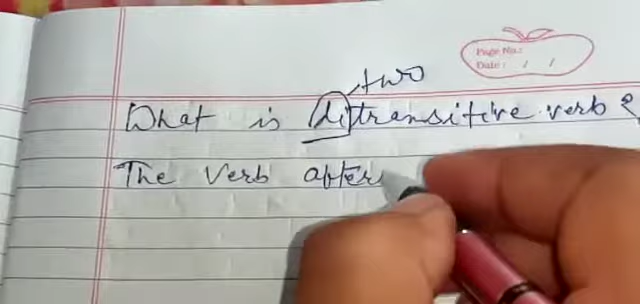 Page No.:
Date: / /
two
What is ditransitive verb ?
The verb after